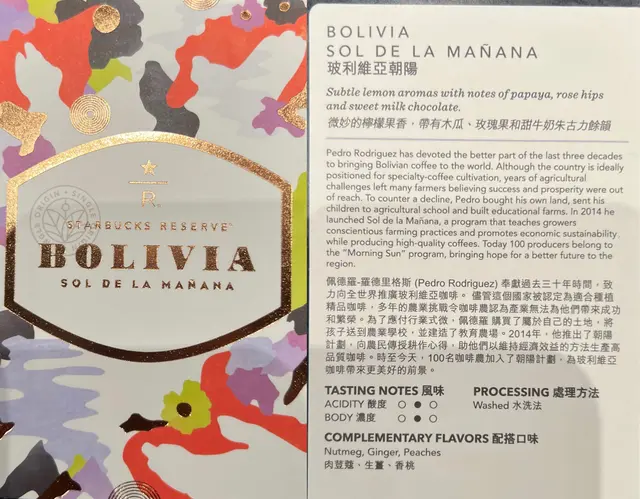 R.
STARBUCKS RESERVE
BOLIVIA
SOL DE LA MAÑANA
BOLIVIA
SOL DE LA MAÑANA
玻利維亞朝陽
Subtle lemon aromas with notes of papaya, rose hips
and sweet milk chocolate.
微妙的檸檬果香，帶有木瓜、玫瑰果和甜牛奶朱古力餘韻
Pedro Rodriguez has devoted the better part of the last three decades
to bringing Bolivian coffee to the world. Although the country is ideally
positioned for specialty-coffee cultivation, years of agricultural
challenges left many farmers believing success and prosperity were out
of reach. To counter a decline, Pedro bought his own land, sent his
children to agricultural school and built educational farms. In 2014 he
launched Sol de la Mañana, a program that teaches growers
conscientious farming practices and promotes economic sustainability,
while producing high-quality coffees. Today 100 producers belong to
the “Morning Sun” program, bringing hope for a better future to the
region.
佩德羅-羅德里格斯 (Pedro Rodriguez) 奉獻過去三十年時間，致
力向全世界推廣玻利維亞咖啡。 儘管這個國家被認定為適合種植
精品咖啡，多年的農業挑戰令咖啡農認為產業無法為他們帶來成功
和繁榮。為了應付行業式微，佩德羅 購買了屬於自己的土地，將
孩子送到農業學校，並建造了教育農場。2014年，他推出了朝陽
計劃，向農民傳授耕作心得，助他們以維持經濟效益的方法生產高
品質咖啡。時至今天，100名咖啡農加入了朝陽計劃，為玻利維亞
咖啡帶來更美好的前景。
TASTING NOTES 風味
ACIDITY 酸度
BODY 濃度
PROCESSING 處理方法
Washed 水洗法
COMPLEMENTARY FLAVORS 配搭口味
Nutmeg, Ginger, Peaches
肉荳蔻、生薑、香桃